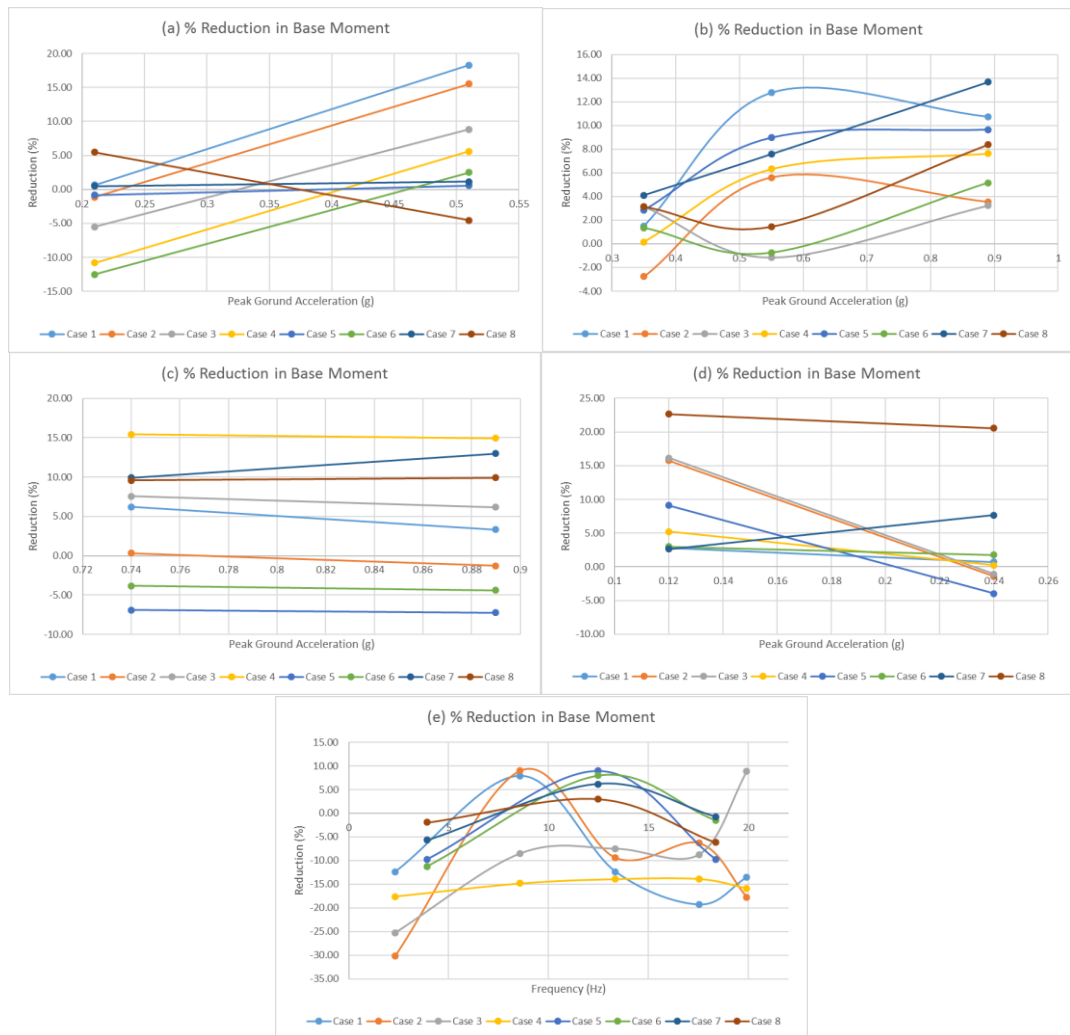 (a) % Reduction in Base Moment
20.00
15.00
10.00
5.00
0.00
-5.00
-10.00
-15.00
0.2 0.25 0.3 0.35 0.4 0.45 0.5 0.55
Reduction (%)
Peak Gorund Acceleration (g)
Case 1 Case 2 Case 3 Case 4 Case 5 Case 6 Case 7 Case 8
(b) % Reduction in Base Moment
16.00
14.00
12.00
10.00
8.00
6.00
4.00
2.00
0.00
-2.00
-4.00
0.3 0.4 0.5 0.6 0.7 0.8 0.9 1
Reduction (%)
Peak Ground Acceleration (g)
Case 1 Case 2 Case 3 Case 4 Case 5 Case 6 Case 7 Case 8
(c) % Reduction in Base Moment
20.00
15.00
10.00
5.00
0.00
-5.00
-10.00
0.72 0.74 0.76 0.78 0.8 0.82 0.84 0.86 0.88 0.9
Reduction (%)
Peak Ground Acceleration (g)
Case 1 Case 2 Case 3 Case 4 Case 5 Case 6 Case 7 Case 8
(d) % Reduction in Base Moment
25.00
20.00
15.00
10.00
5.00
0.00
-5.00
-10.00
0.1 0.12 0.14 0.16 0.18 0.2 0.22 0.24 0.26
Reduction (%)
Peak Ground Acceleration (g)
Case 1 Case 2 Case 3 Case 4 Case 5 Case 6 Case 7 Case 8
(e) % Reduction in Base Moment
15.00
10.00
5.00
0.00
-5.00
-10.00
-15.00
-20.00
-25.00
-30.00
-35.00
0 5 10 15 20
Reduction (%)
Frequency (Hz)
Case 1 Case 2 Case 3 Case 4 Case 5 Case 6 Case 7 Case 8